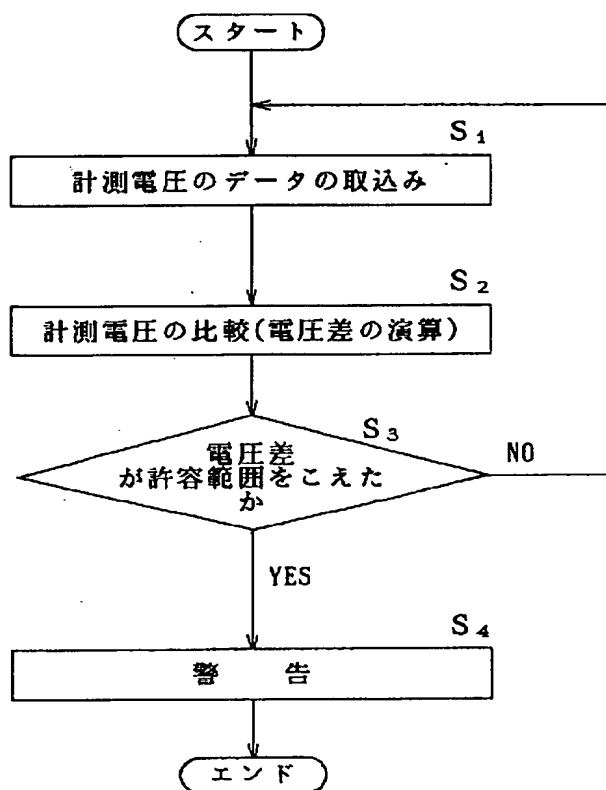 スタート
S₁
計測電圧のデータの取込み
S₂
計測電圧の比較(電圧差の演算)
S₃
電圧差
が許容範囲をこえた
か
NO
YES
S₄
警　告
エンド